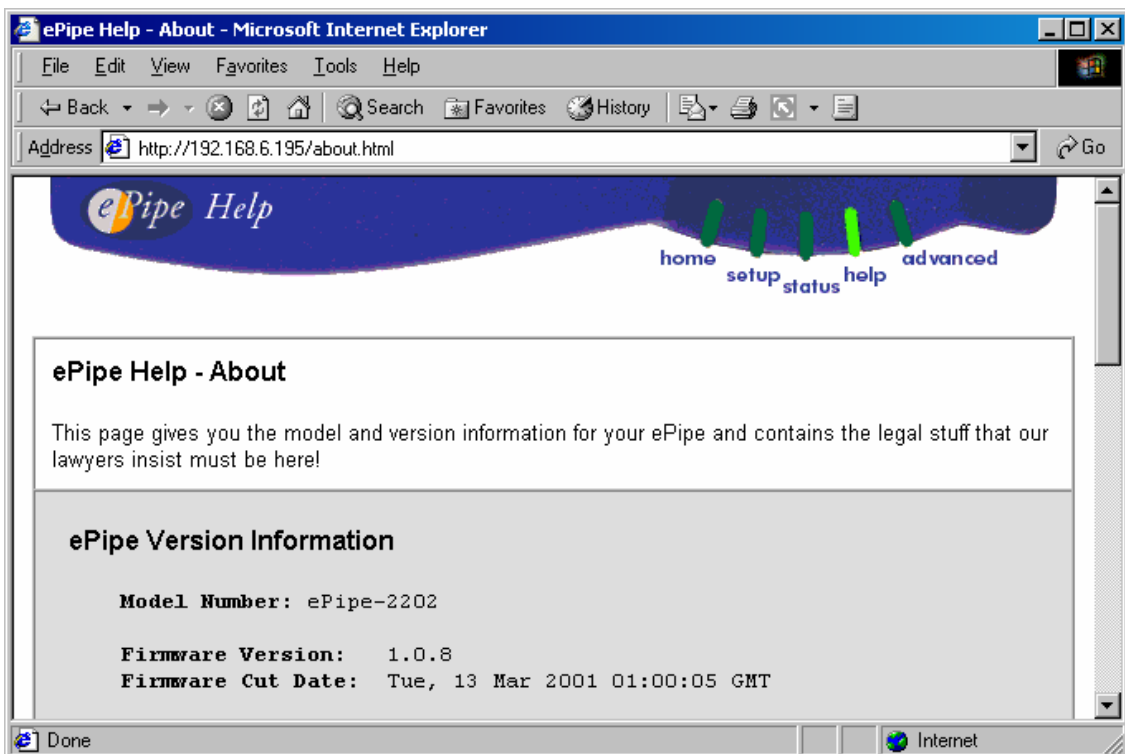 ePipe Help - About - Microsoft Internet Explorer
File Edit View Favorites Tools Help
Back Search Favorites History
Address http://192.168.6.195/about.html Go
ePipe Help
home setup status help advanced
ePipe Help - About
This page gives you the model and version information for your ePipe and contains the legal stuff that our
lawyers insist must be here!
ePipe Version Information
Model Number: ePipe-2202
Firmware Version: 1.0.8
Firmware Cut Date: Tue, 13 Mar 2001 01:00:05 GMT
Done Internet